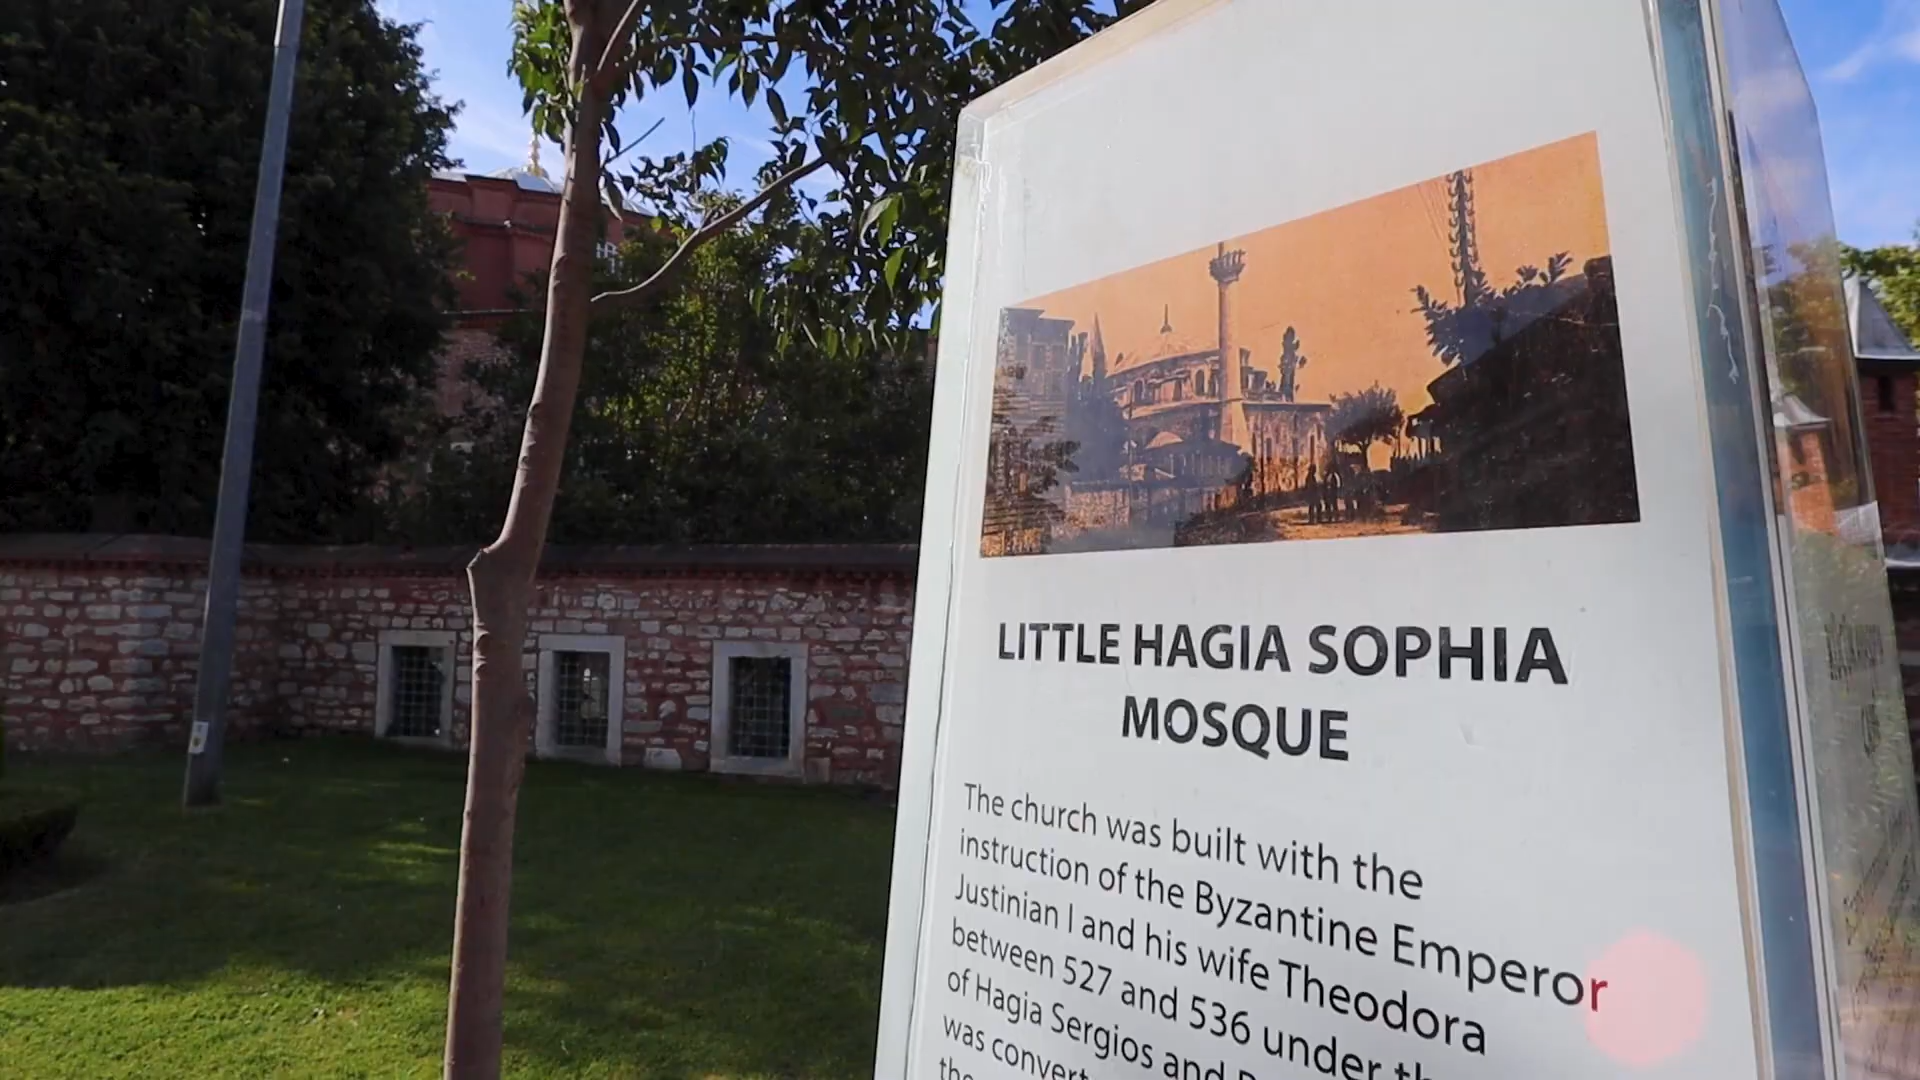 LITTLE HAGIA SOPHIA
MOSQUE
The church was built with the
instruction of the Byzantine Emperor
Justinian I and his wife Theodora
between 527 and 536 under
of Hagia Sergios and
was
the